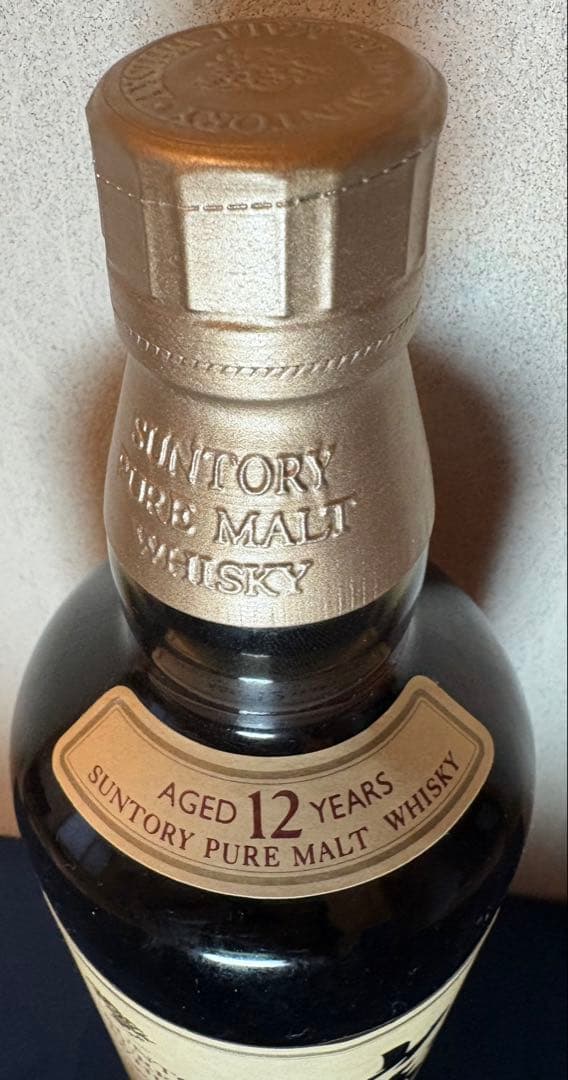 SUNTORY
PURE MALT
WHISKY
AGED 12 YEARS
SUNTORY PURE MALT WHISKY